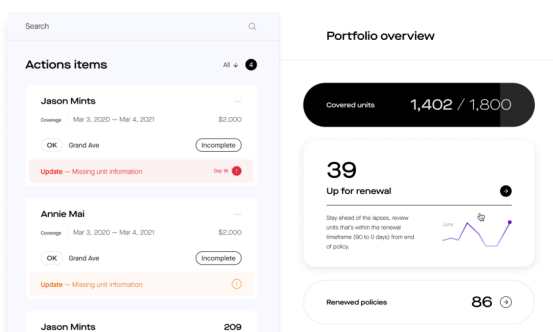 Search
Actions items
All ↓ 4
Jason Mints
Coverage Mar 3, 2020 — Mar 4, 2021 $2,000
OK Grand Ave Incomplete
Update — Missing unit information Day 18 !
Annie Mai
Coverage Mar 3, 2020 — Mar 4, 2021 $2,000
OK Grand Ave Incomplete
Update — Missing unit information !
Jason Mints 209
Portfolio overview
Covered units 1,402 / 1,800
39
Up for renewal
Stay ahead of the lapses, review
units that's within the renewal
timeframe (90 to 0 days) from end
of policy.
June
Renewed policies 86